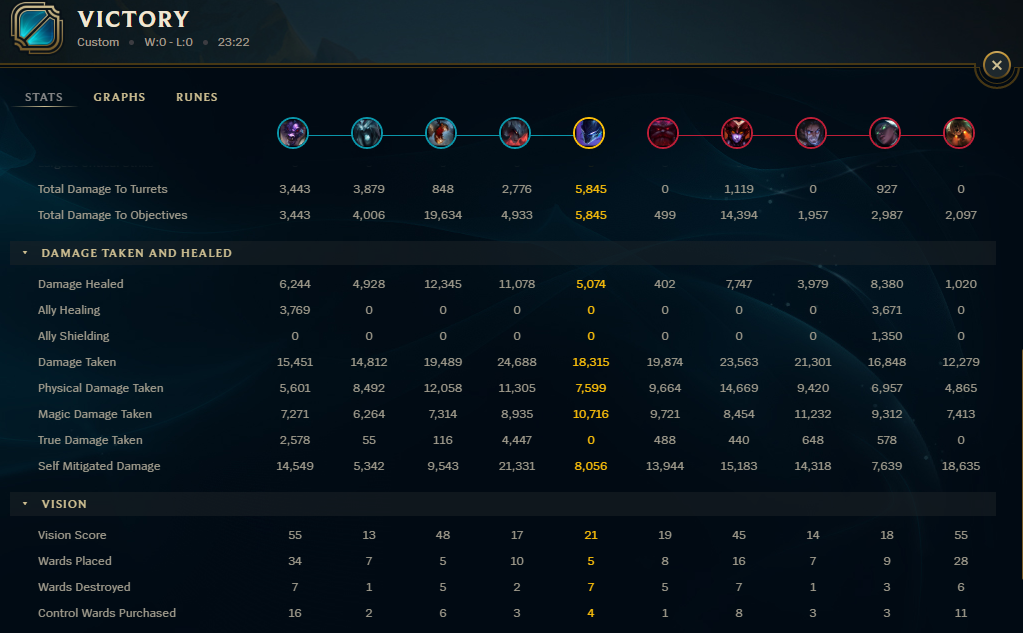 VICTORY
Custom • W:0 - L:0 • 23:22
STATS GRAPHS RUNES
Total Damage To Turrets 3,443 3,879 848 2,776 5,845 0 1,119 0 927 0
Total Damage To Objectives 3,443 4,006 19,634 4,933 5,845 499 14,394 1,957 2,987 2,097
DAMAGE TAKEN AND HEALED
Damage Healed 6,244 4,928 12,345 11,078 5,074 402 7,747 3,979 8,380 1,020
Ally Healing 3,769 0 0 0 0 0 0 0 3,671 0
Ally Shielding 0 0 0 0 0 0 0 0 1,350 0
Damage Taken 15,451 14,812 19,489 24,688 18,315 19,874 23,563 21,301 16,848 12,279
Physical Damage Taken 5,601 8,492 12,058 11,305 7,599 9,664 14,669 9,420 6,957 4,865
Magic Damage Taken 7,271 6,264 7,314 8,935 10,716 9,721 8,454 11,232 9,312 7,413
True Damage Taken 2,578 55 116 4,447 0 488 440 648 578 0
Self Mitigated Damage 14,549 5,342 9,543 21,331 8,056 13,944 15,183 14,318 7,639 18,635
VISION
Vision Score 55 13 48 17 21 19 45 14 18 55
Wards Placed 34 7 5 10 5 8 16 7 9 28
Wards Destroyed 7 1 5 2 7 5 7 1 3 6
Control Wards Purchased 16 2 6 3 4 1 8 3 3 11